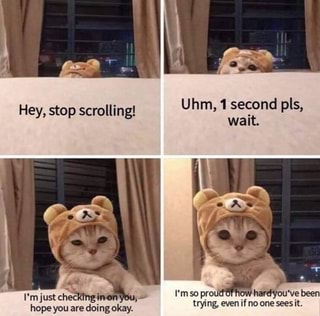 Hey, stop scrolling!
Uhm, 1 second pls,
wait.
I'm just checking in on you,
hope you are doing okay.
I'm so proud of how hard you've been
trying, even if no one sees it.